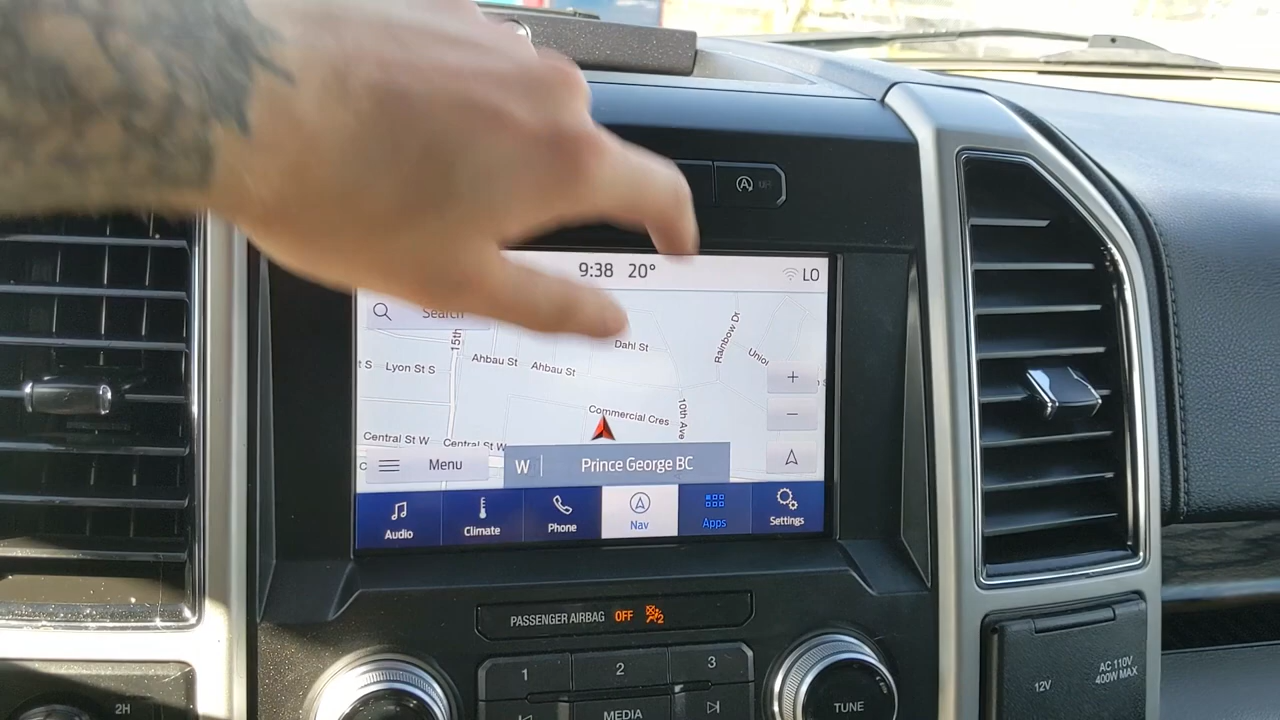 9:38 20° LO
Search
15th
Dahl St
Rainbow Dr
t S
Lyon St S
Ahbau St
Ahbau St
+
−
Commercial Cres
10th Ave
Central St W
Central St W
Menu
W
Prince George BC
Audio
Climate
Phone
Nav
Apps
Settings
PASSENGER AIRBAG OFF
1
2
3
MEDIA
TUNE
2H
12V
AC 110V
400W MAX